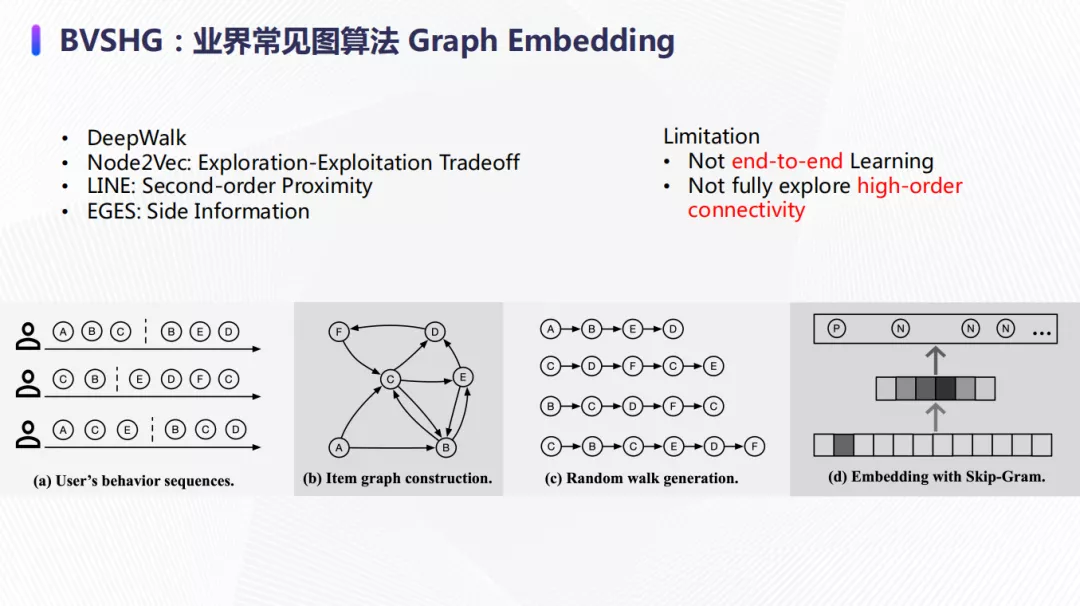 BVSHG：业界常见图算法 Graph Embedding
• DeepWalk
• Node2Vec: Exploration-Exploitation Tradeoff
• LINE: Second-order Proximity
• EGES: Side Information
Limitation
• Not end-to-end Learning
• Not fully explore high-order
connectivity
A B C B E D
C B E D F C
A C E B C D
(a) User's behavior sequences.
F D
C E
A B
(b) Item graph construction.
A B E D
C D F C E
B C D F C
C B C E D F
(c) Random walk generation.
P N N N ...
(d) Embedding with Skip-Gram.